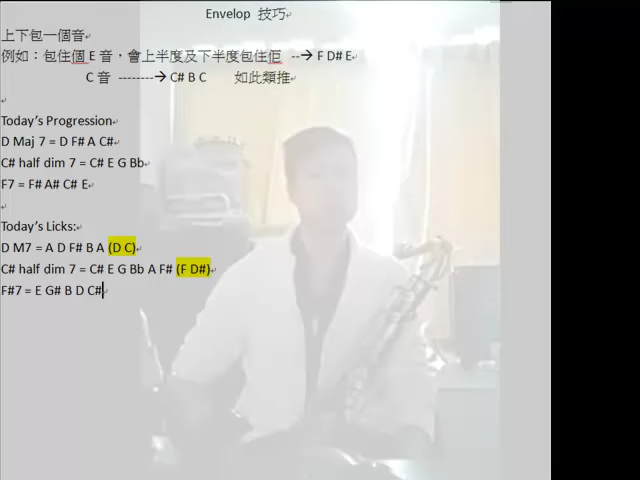 Envelop 技巧
上下包一個音
例如：包住個 E 音，會上半度及下半度包住佢 --→ F D# E
C 音 --------→ C# B C 如此類推
Today’s Progression
D Maj 7 = D F# A C#
C# half dim 7 = C# E G Bb
F7 = F# A# C# E
Today’s Licks:
D M7 = A D F# B A (D C)
C# half dim 7 = C# E G Bb A F# (F D#)
F#7 = E G# B D C#